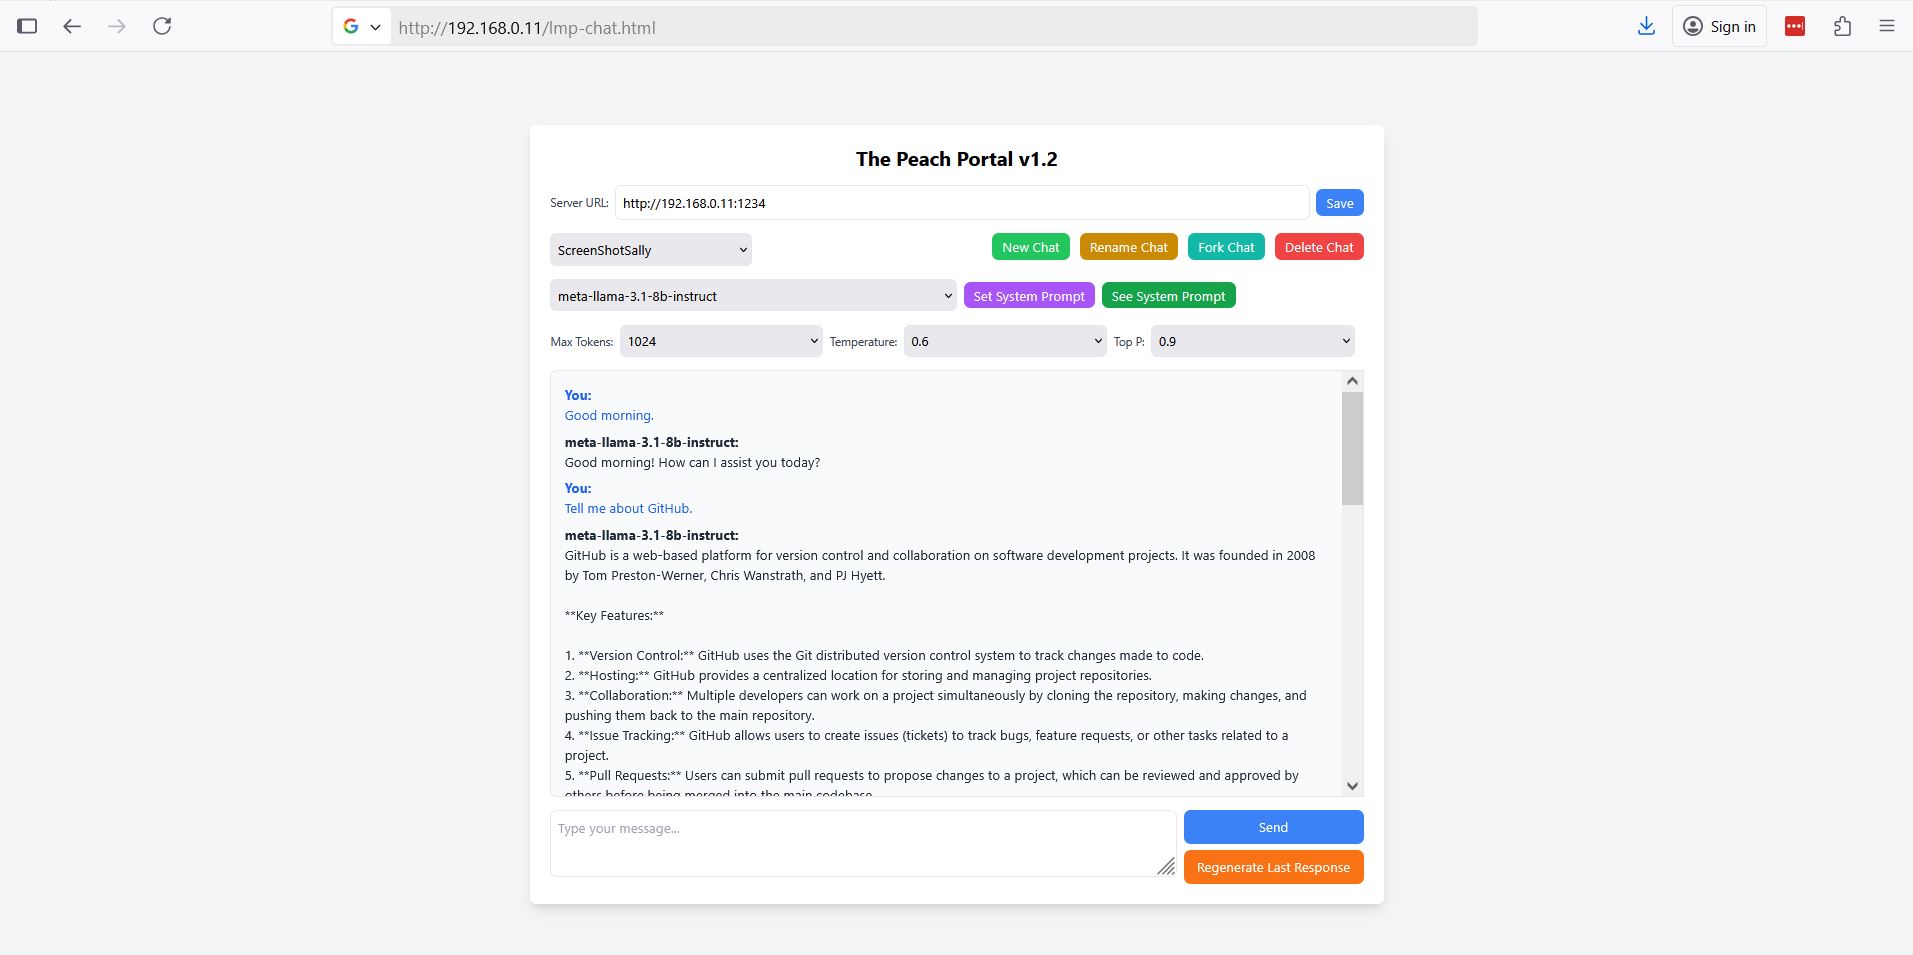 http://192.168.0.11/lmp-chat.html
Sign in
The Peach Portal v1.2
Server URL: http://192.168.0.11:1234 Save
ScreenShotSally New Chat Rename Chat Fork Chat Delete Chat
meta-llama-3.1-8b-instruct Set System Prompt See System Prompt
Max Tokens: 1024 Temperature: 0.6 Top P: 0.9
You:
Good morning.
meta-llama-3.1-8b-instruct:
Good morning! How can I assist you today?
You:
Tell me about GitHub.
meta-llama-3.1-8b-instruct:
GitHub is a web-based platform for version control and collaboration on software development projects. It was founded in 2008
by Tom Preston-Werner, Chris Wanstrath, and PJ Hyett.
**Key Features:**
1. **Version Control:** GitHub uses the Git distributed version control system to track changes made to code.
2. **Hosting:** GitHub provides a centralized location for storing and managing project repositories.
3. **Collaboration:** Multiple developers can work on a project simultaneously by cloning the repository, making changes, and
pushing them back to the main repository.
4. **Issue Tracking:** GitHub allows users to create issues (tickets) to track bugs, feature requests, or other tasks related to a
project.
5. **Pull Requests:** Users can submit pull requests to propose changes to a project, which can be reviewed and approved by
others before being merged into the main codebase.
Type your message...
Send
Regenerate Last Response